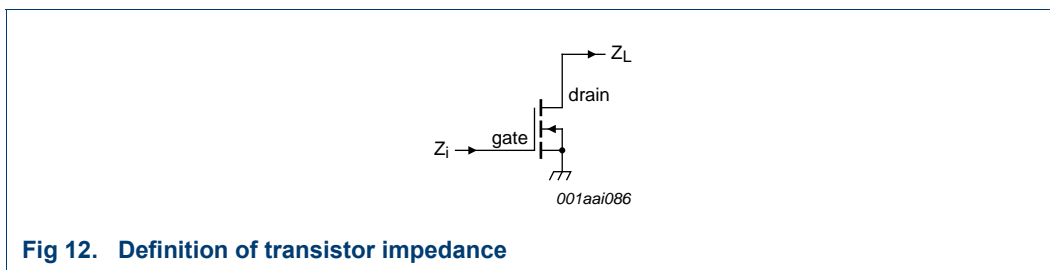 Z_L
drain
gate
Z_i
001aai086
Fig 12. Definition of transistor impedance